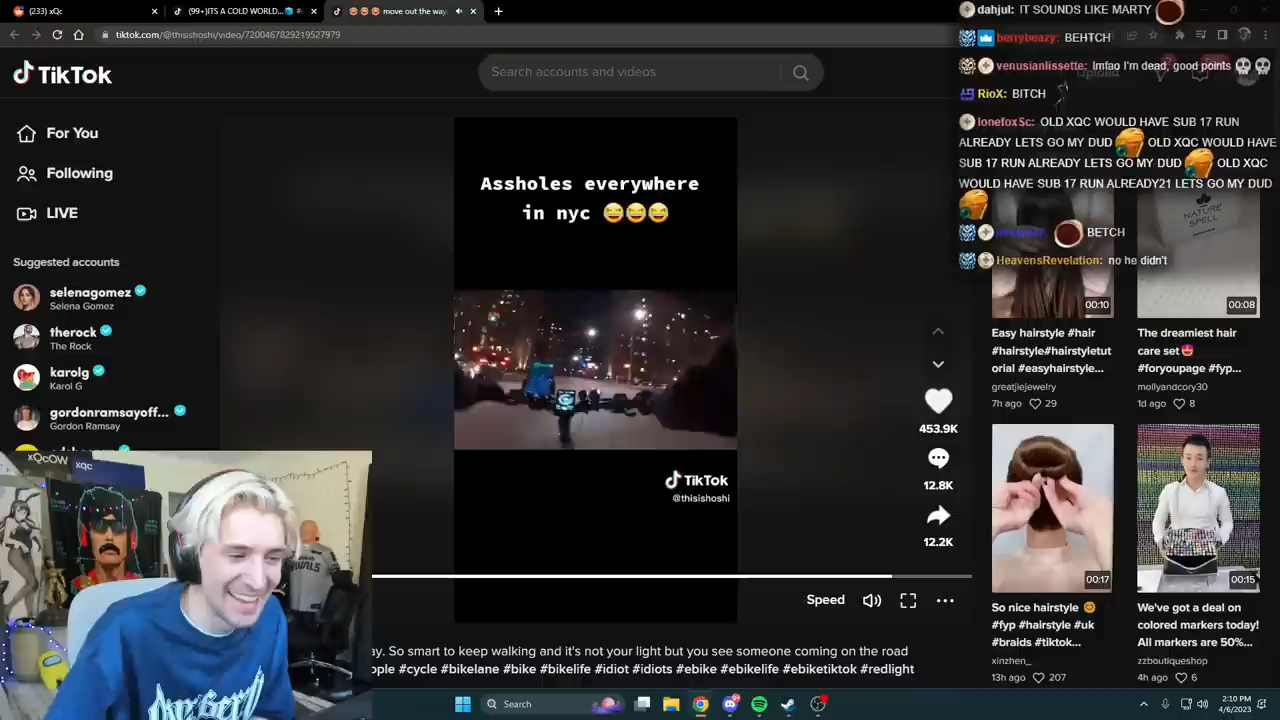 (233) xQc
(99+)ITS A COLD WORLD...
move out the way
tiktok.com/@thisishoshi/video/7200467829219527979
TikTok
Search accounts and videos
Upload
For You
Following
LIVE
Suggested accounts
selenagomez
Selena Gomez
therock
The Rock
karolg
Karol G
gordonramsayoff...
Gordon Ramsay
Assholes everywhere
in nyc 😅😅😅
TikTok
@thisishoshi
453.9K
12.8K
12.2K
Speed
ay. So smart to keep walking and it's not your light but you see someone coming on the road
ople #cycle #bikelane #bike #bikelife #idiot #idiots #ebike #ebikelife #ebiketiktok #redlight
dahjul: IT SOUNDS LIKE MARTY
berrybeazy: BEHTCH
venusianlissette: lmfao I'm dead, good points 💀💀
RioX: BITCH
lonefoxSc: OLD XQC WOULD HAVE SUB 17 RUN
ALREADY LETS GO MY DUD OLD XQC WOULD HAVE
SUB 17 RUN ALREADY LETS GO MY DUD OLD XQC
WOULD HAVE SUB 17 RUN ALREADY21 LETS GO MY DUD
BETCH
HeavensRevelation: no he didn't
NATURE
SPELL
00:10
00:08
Easy hairstyle #hair
#hairstyle#hairstyletut
orial #easyhairstyle...
greatjiejewelry
7h ago 29
The dreamiest hair
care set 😍
#foryoupage #fyp...
mollyandcory30
1d ago 8
00:17
00:15
So nice hairstyle 😊
#fyp #hairstyle #uk
#braids #tiktok...
xinzhen_
13h ago 207
We've got a deal on
colored markers today!
All markers are 50%...
zzboutiqueshop
4h ago 6
xQcOW
xQc
RIVALS
Search
2:10 PM
4/6/2023